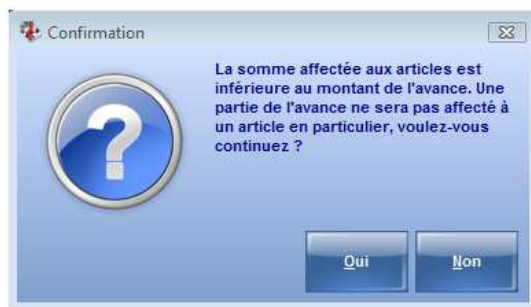 Confirmation
La somme affectée aux articles est
inférieure au montant de l'avance. Une
partie de l'avance ne sera pas affecté à
un article en particulier, voulez-vous
continuez ?
Oui
Non